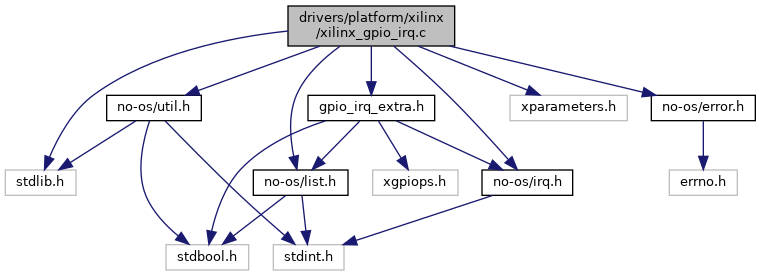 drivers/platform/xilinx
/xilinx_gpio_irq.c
no-os/util.h
gpio_irq_extra.h
xparameters.h
no-os/error.h
stdlib.h
no-os/list.h
xgpiops.h
no-os/irq.h
errno.h
stdbool.h
stdint.h